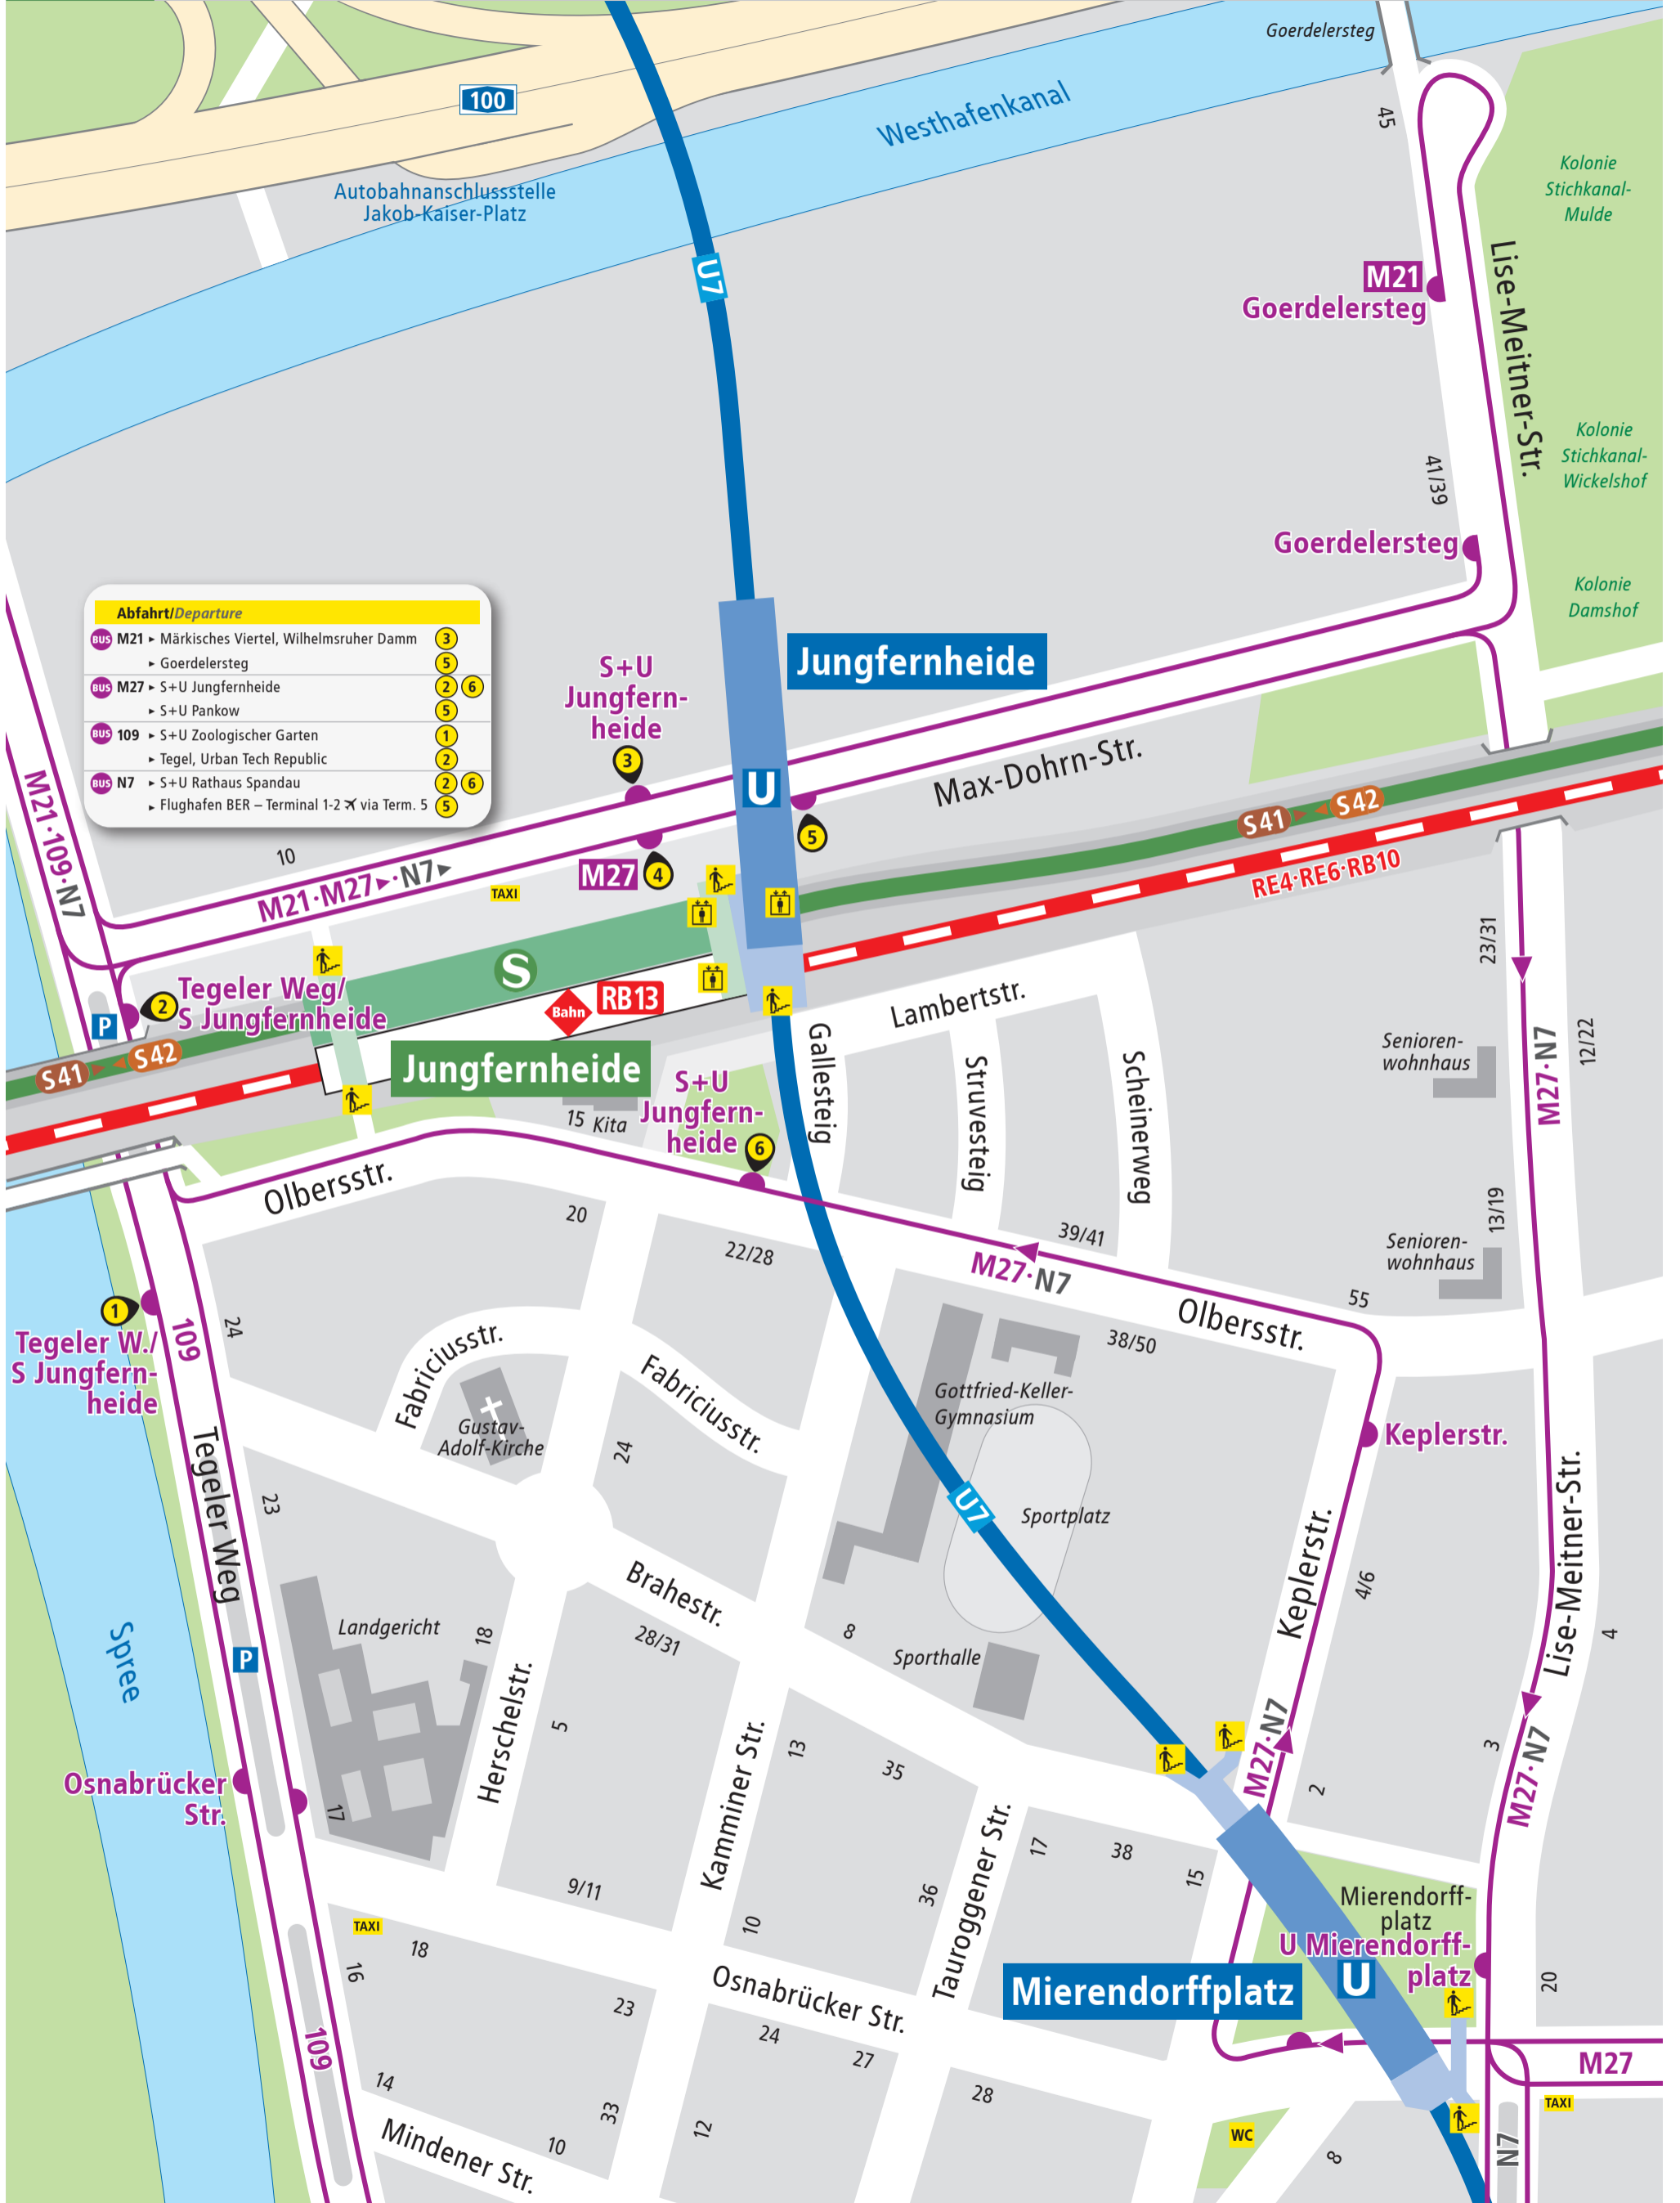 Goerdelersteg
100
Westhafenkanal
45
Autobahnanschlussstelle
Jakob-Kaiser-Platz
Kolonie
Stichkanal-
Mulde
U7
M21
Goerdelersteg
Lise-Meitner-Str.
Kolonie
Stichkanal-
Wickelshof
41/39
Goerdelersteg
Kolonie
Damshof
Abfahrt/Departure
BUS M21 ▸ Märkisches Viertel, Wilhelmsruher Damm 3
▸ Goerdelersteg 5
BUS M27 ▸ S+U Jungfernheide 2 6
▸ S+U Pankow 5
BUS 109 ▸ S+U Zoologischer Garten 1
▸ Tegel, Urban Tech Republic 2
BUS N7 ▸ S+U Rathaus Spandau 2 6
▸ Flughafen BER – Terminal 1-2 ✈ via Term. 5 5
Jungfernheide
S+U
Jungfern-
heide
3
U
Max-Dohrn-Str.
5
S41 ▸ ◂ S42
M21·109·N7
10
M21·M27▸·N7▸
TAXI
M27 4
RE4·RE6·RB10
23/31
S
RB13
Bahn
2
Tegeler Weg/
S Jungfernheide
P
S41 ▸ ◂ S42
Jungfernheide
Lambertstr.
Gallesteig
Struvesteig
Scheinerweg
Senioren-
wohnhaus
M27·N7
12/22
S+U
Jungfern-
heide
6
15 Kita
Olbersstr.
20
22/28
39/41
M27·N7
13/19
Senioren-
wohnhaus
55
Olbersstr.
38/50
1
Tegeler W./
S Jungfern-
heide
109
24
Fabriciusstr.
Fabriciusstr.
Gustav-
Adolf-Kirche
24
Gottfried-Keller-
Gymnasium
Keplerstr.
Tegeler Weg
23
U7
Sportplatz
Keplerstr.
4/6
Lise-Meitner-Str.
4
Brahestr.
28/31
8
Sporthalle
Spree
P
Landgericht
18
Herschelstr.
5
Kamminer Str.
13
35
M27·N7
2
3
M27·N7
Osnabrücker
Str.
17
9/11
10
36
Tauroggener Str.
17
38
15
Mierendorff-
platz
U Mierendorff-
platz
U
Mierendorffplatz
20
TAXI
18
16
Osnabrücker Str.
23
24
27
28
109
14
33
12
10
Mindener Str.
M27
TAXI
WC
8
N7